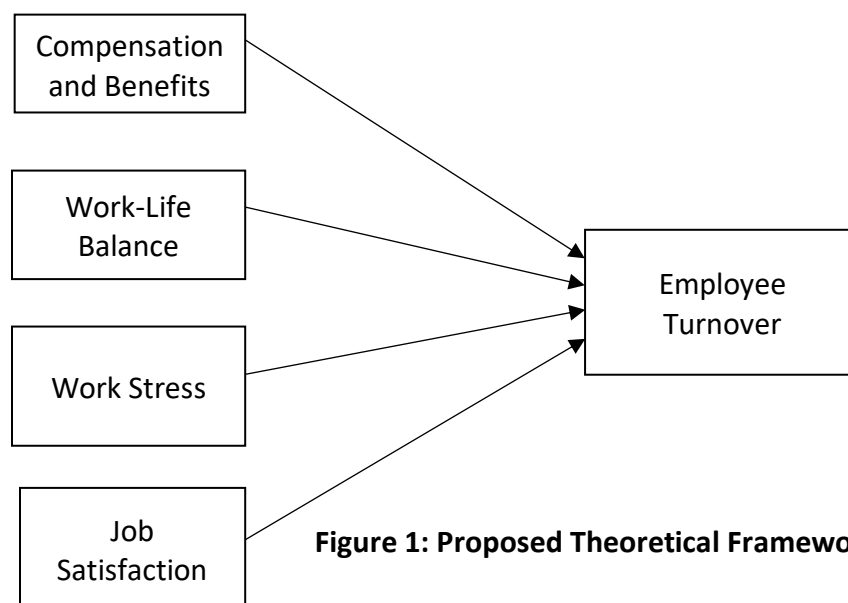 Compensation
and Benefits
Work-Life
Balance
Employee
Turnover
Work Stress
Job
Satisfaction
Figure 1: Proposed Theoretical Framewo